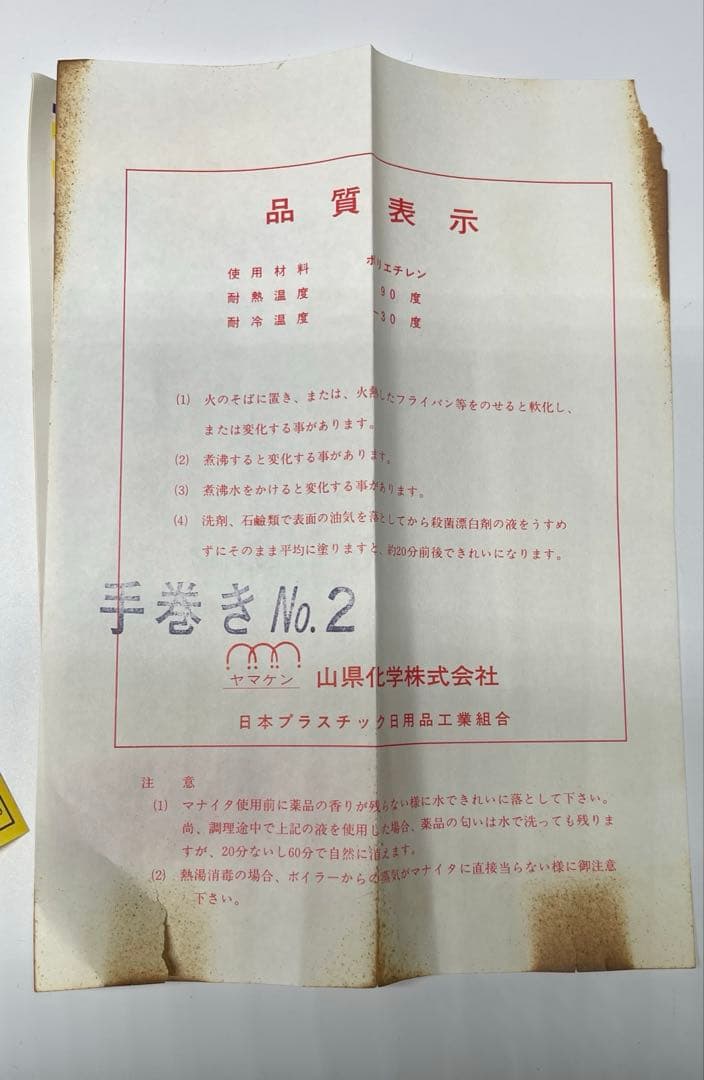 品質表示
使用材料 ポリエチレン
耐熱温度 90度
耐冷温度 -30度
(1) 火のそばに置き、または、火熱したフライパン等をのせると軟化し、
または変化する事があります。
(2) 煮沸すると変化する事があります。
(3) 煮沸水をかけると変化する事があります。
(4) 洗剤、石鹼類で表面の油気を落としてから殺菌漂白剤の液をうすめ
ずにそのまま平均に塗りますと、約20分前後できれいになります。
手巻き No.2
ヤマケン 山県化学株式会社
日本プラスチック日用品工業組合
注意
(1) マナイタ使用前に薬品の香りが残らない様に水できれいに落として下さい。
尚、調理途中で上記の液を使用した場合、薬品の匂いは水で洗っても残りま
すが、20分ないし60分で自然に消えます。
(2) 熱湯消毒の場合、ボイラーからの蒸気がマナイタに直接当らない様に御注意
下さい。